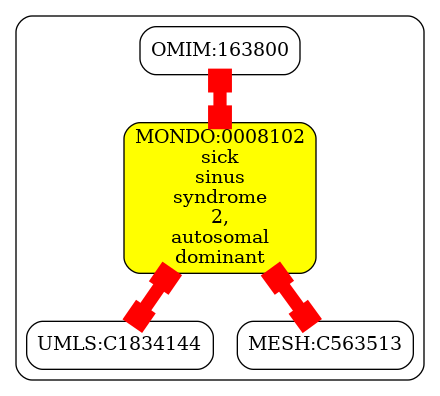 OMIM:163800
MONDO:0008102
sick
sinus
syndrome
2,
autosomal
dominant
UMLS:C1834144
MESH:C563513